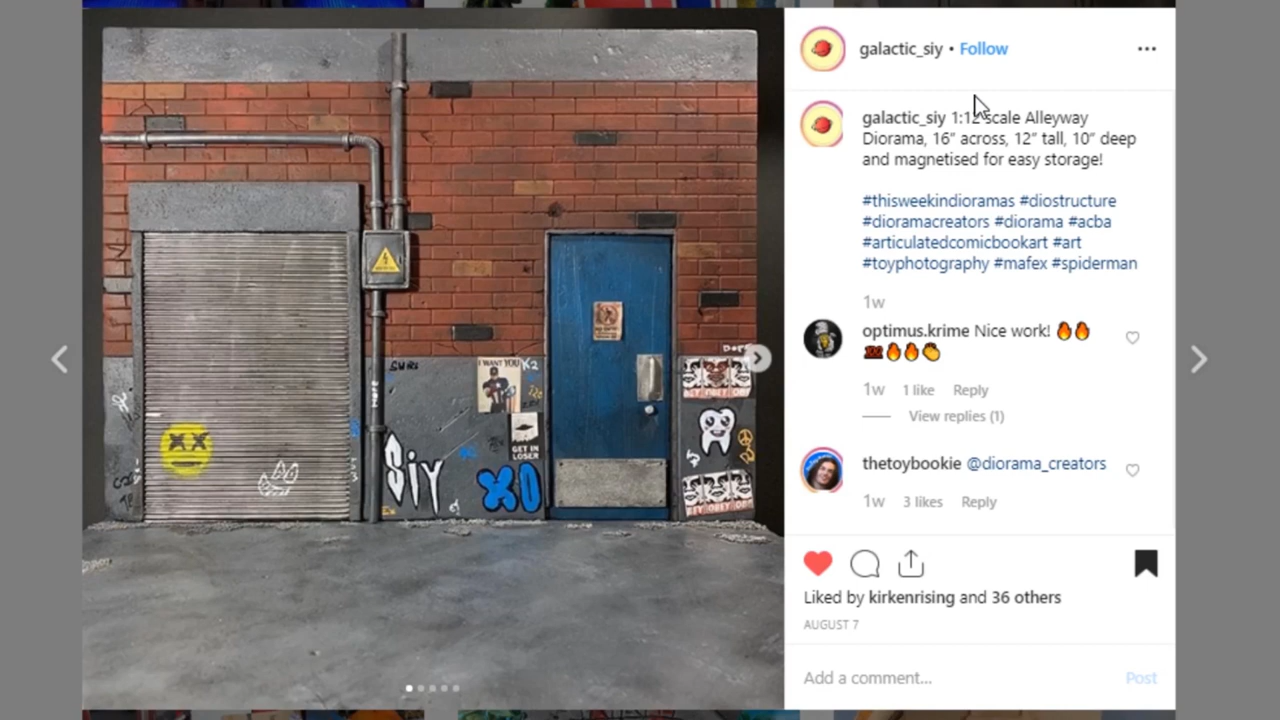 galactic_siy • Follow
galactic_siy 1:12 scale Alleyway
Diorama, 16" across, 12" tall, 10" deep
and magnetised for easy storage!
#thisweekindioramas #diostructure
#dioramacreators #diorama #acba
#articulatedcomicbookart #art
#toyphotography #mafex #spiderman
1w
optimus.krime Nice work! 🔥🔥
💯🔥🔥👏
1w 1 like Reply
View replies (1)
thetoybookie @diorama_creators
1w 3 likes Reply
Liked by kirkenrising and 36 others
AUGUST 7
Add a comment... Post
I WANT YOU
GET IN
LOSER
SiY
XO